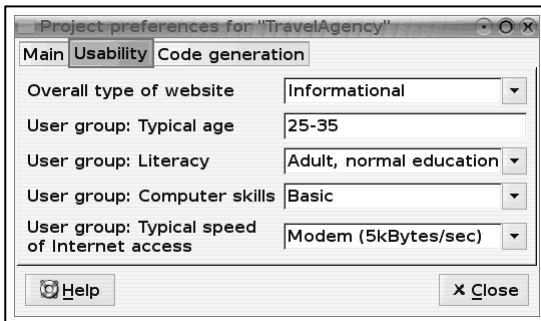 Project preferences for "TravelAgency"
Main Usability Code generation
Overall type of website Informational
User group: Typical age 25-35
User group: Literacy Adult, normal education
User group: Computer skills Basic
User group: Typical speed
of Internet access Modem (5kBytes/sec)
Help Close